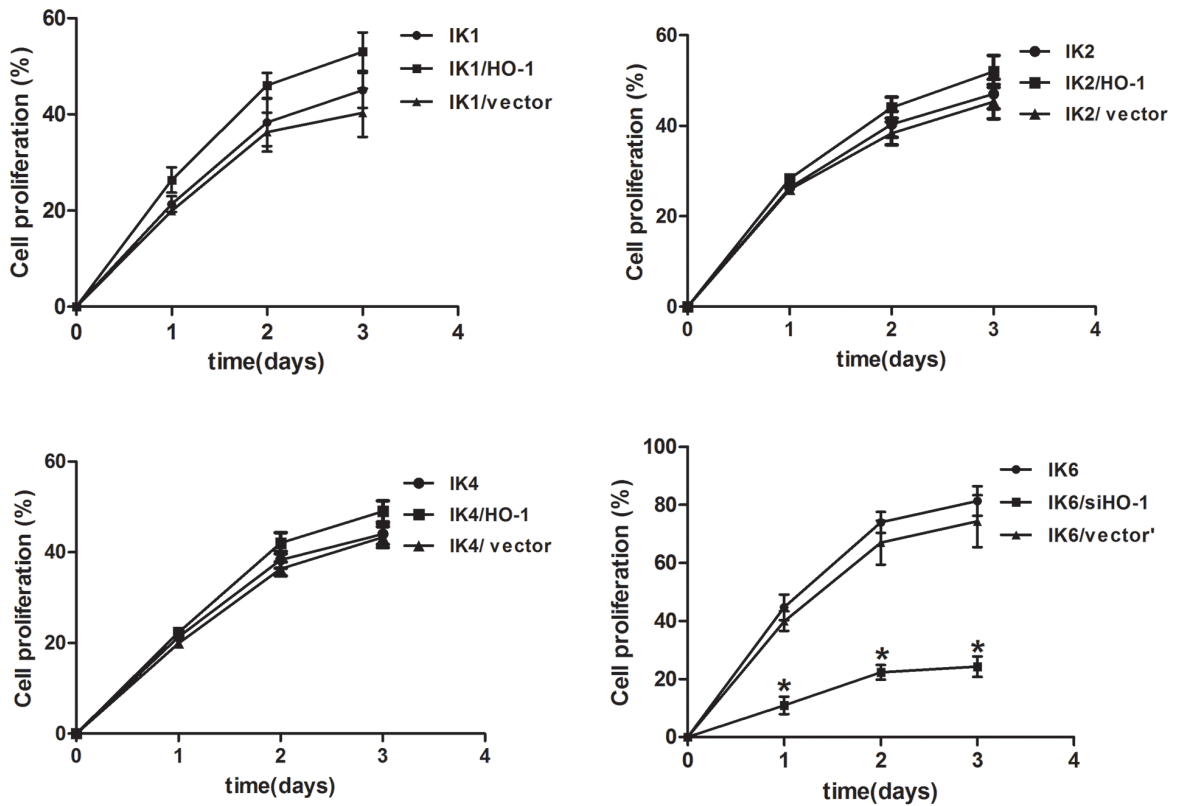 Cell proliferation (%)
60
40
20
0
0 1 2 3 4
time(days)
IK1
IK1/HO-1
IK1/vector
Cell proliferation (%)
60
40
20
0
0 1 2 3 4
time(days)
IK2
IK2/HO-1
IK2/ vector
Cell proliferation (%)
60
40
20
0
0 1 2 3 4
time(days)
IK4
IK4/HO-1
IK4/ vector
Cell proliferation (%)
100
80
60
40
20
0
* * *
0 1 2 3 4
time(days)
IK6
IK6/siHO-1
IK6/vector'